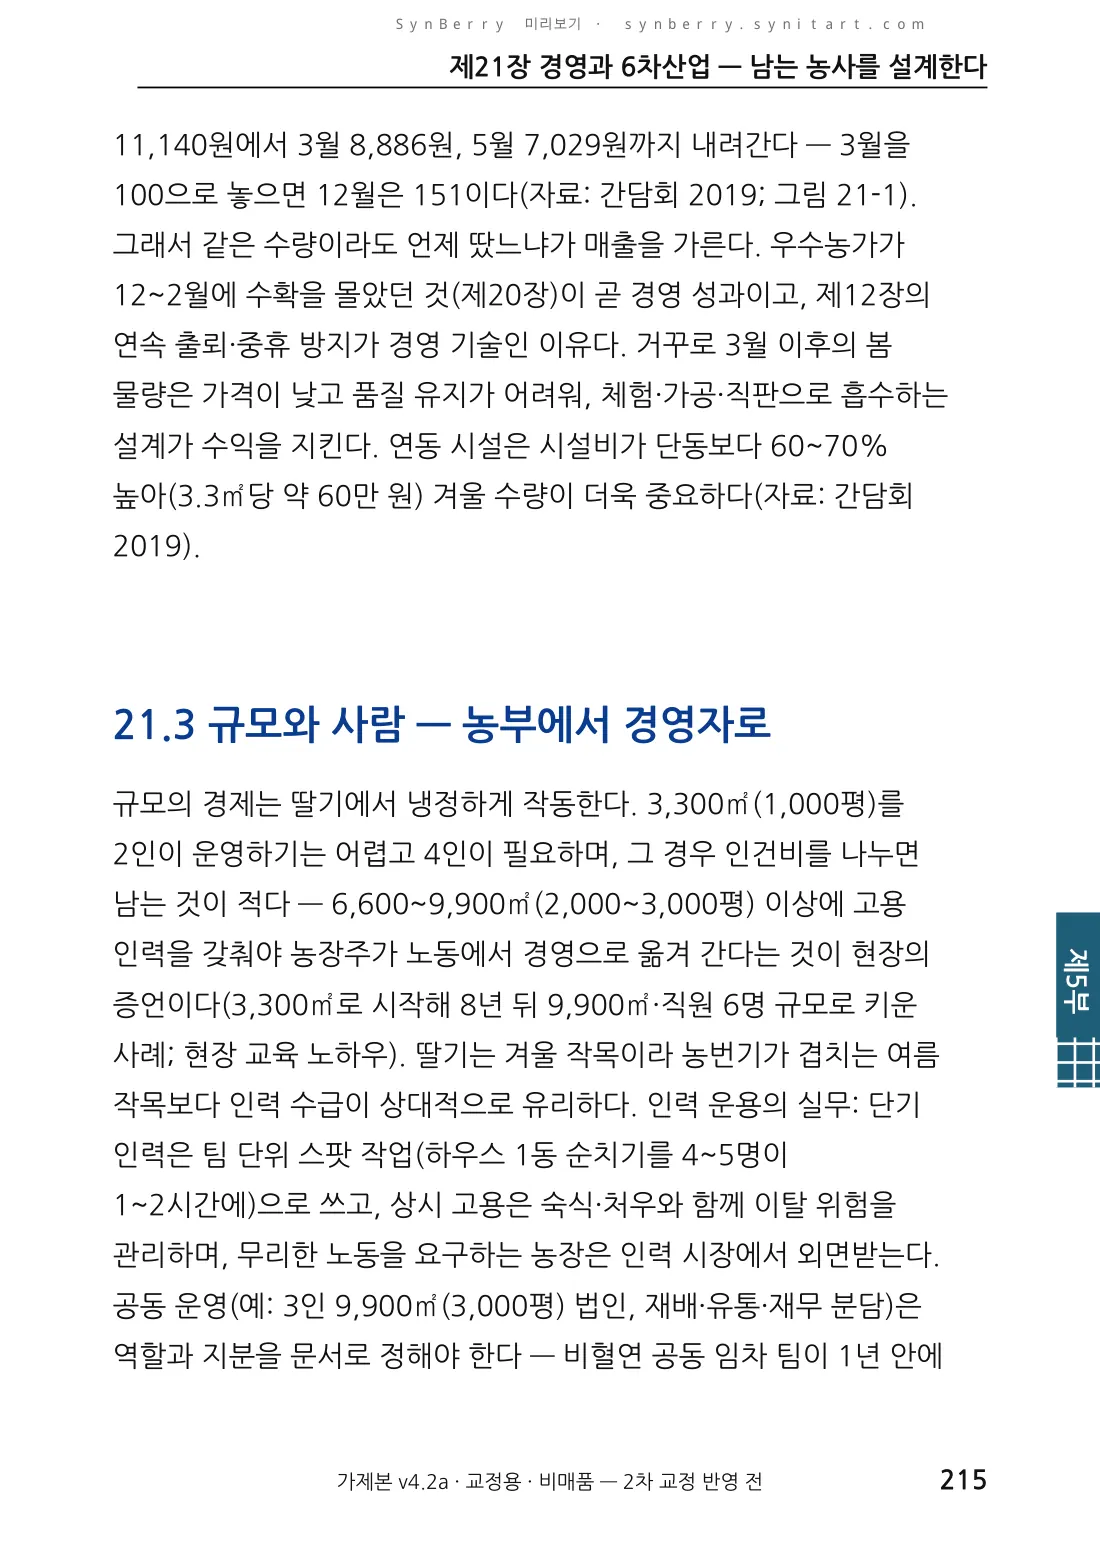 SynBerry 미리보기 · synberry.synitart.com
제21장 경영과 6차산업 — 남는 농사를 설계한다
11,140원에서 3월 8,886원, 5월 7,029원까지 내려간다 — 3월을
100으로 놓으면 12월은 151이다(자료: 간담회 2019; 그림 21-1).
그래서 같은 수량이라도 언제 땄느냐가 매출을 가른다. 우수농가가
12~2월에 수확을 몰았던 것(제20장)이 곧 경영 성과이고, 제12장의
연속 출뢰·중휴 방지가 경영 기술인 이유다. 거꾸로 3월 이후의 봄
물량은 가격이 낮고 품질 유지가 어려워, 체험·가공·직판으로 흡수하는
설계가 수익을 지킨다. 연동 시설은 시설비가 단동보다 60~70%
높아(3.3㎡당 약 60만 원) 겨울 수량이 더욱 중요하다(자료: 간담회
2019).
21.3 규모와 사람 — 농부에서 경영자로
규모의 경제는 딸기에서 냉정하게 작동한다. 3,300㎡(1,000평)를
2인이 운영하기는 어렵고 4인이 필요하며, 그 경우 인건비를 나누면
남는 것이 적다 — 6,600~9,900㎡(2,000~3,000평) 이상에 고용
인력을 갖춰야 농장주가 노동에서 경영으로 옮겨 간다는 것이 현장의
증언이다(3,300㎡로 시작해 8년 뒤 9,900㎡·직원 6명 규모로 키운
사례; 현장 교육 노하우). 딸기는 겨울 작목이라 농번기가 겹치는 여름
작목보다 인력 수급이 상대적으로 유리하다. 인력 운용의 실무: 단기
인력은 팀 단위 스팟 작업(하우스 1동 순치기를 4~5명이
1~2시간에)으로 쓰고, 상시 고용은 숙식·처우와 함께 이탈 위험을
관리하며, 무리한 노동을 요구하는 농장은 인력 시장에서 외면받는다.
공동 운영(예: 3인 9,900㎡(3,000평) 법인, 재배·유통·재무 분담)은
역할과 지분을 문서로 정해야 한다 — 비혈연 공동 임차 팀이 1년 안에
제5부
가제본 v4.2a · 교정용 · 비매품 — 2차 교정 반영 전
215